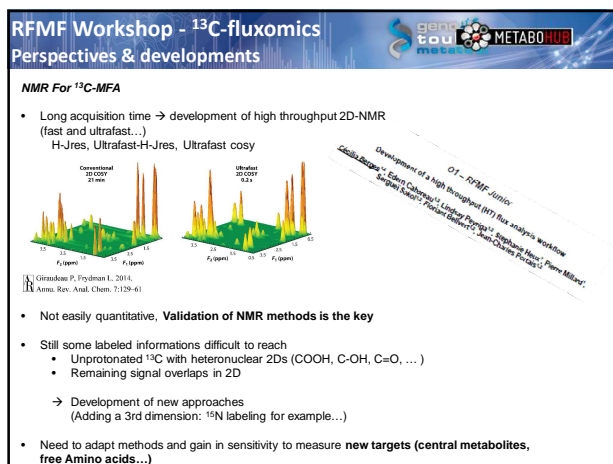 RFMF Workshop - ¹³C-fluxomics
Perspectives & developments
METABOHUB
NMR For ¹³C-MFA
• Long acquisition time → development of high throughput 2D-NMR
(fast and ultrafast…)
H-Jres, Ultrafast-H-Jres, Ultrafast cosy
Conventional
2D COSY
21 min
Ultrafast
2D COSY
0.2 s
F₂ (ppm)
F₁ (ppm)
F₂ (ppm)
F₁ (ppm)
Giraudeau P, Frydman L. 2014.
Annu. Rev. Anal. Chem. 7:129–61
O1 – RFMF Junior
Development of a high throughput (HT) flux analysis workflow
• Not easily quantitative, Validation of NMR methods is the key
• Still some labeled informations difficult to reach
• Unprotonated ¹³C with heteronuclear 2Ds (COOH, C-OH, C=O, … )
• Remaining signal overlaps in 2D
→ Development of new approaches
(Adding a 3rd dimension: ¹⁵N labeling for example…)
• Need to adapt methods and gain in sensitivity to measure new targets (central metabolites,
free Amino acids…)